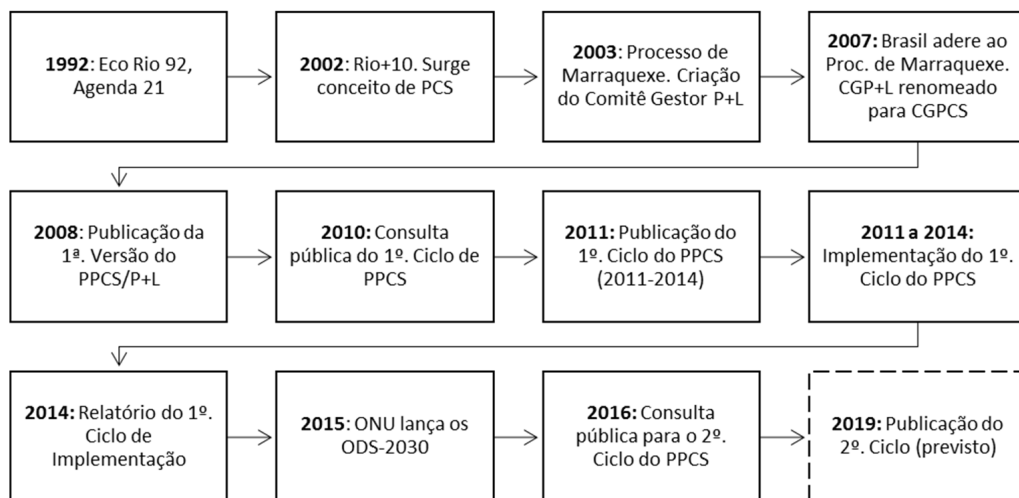 1992: Eco Rio 92,
Agenda 21
2002: Rio+10. Surge
conceito de PCS
2003: Processo de
Marraquexe. Criação
do Comitê Gestor P+L
2007: Brasil adere ao
Proc. de Marraquexe.
CGP+L renomeado
para CGPCS
2008: Publicação da
1ª. Versão do
PPCS/P+L
2010: Consulta
pública do 1º. Ciclo de
PPCS
2011: Publicação do
1º. Ciclo do PPCS
(2011-2014)
2011 a 2014:
Implementação do 1º.
Ciclo do PPCS
2014: Relatório do 1º.
Ciclo de
Implementação
2015: ONU lança os
ODS-2030
2016: Consulta
pública para o 2º.
Ciclo do PPCS
2019: Publicação do
2º. Ciclo (previsto)